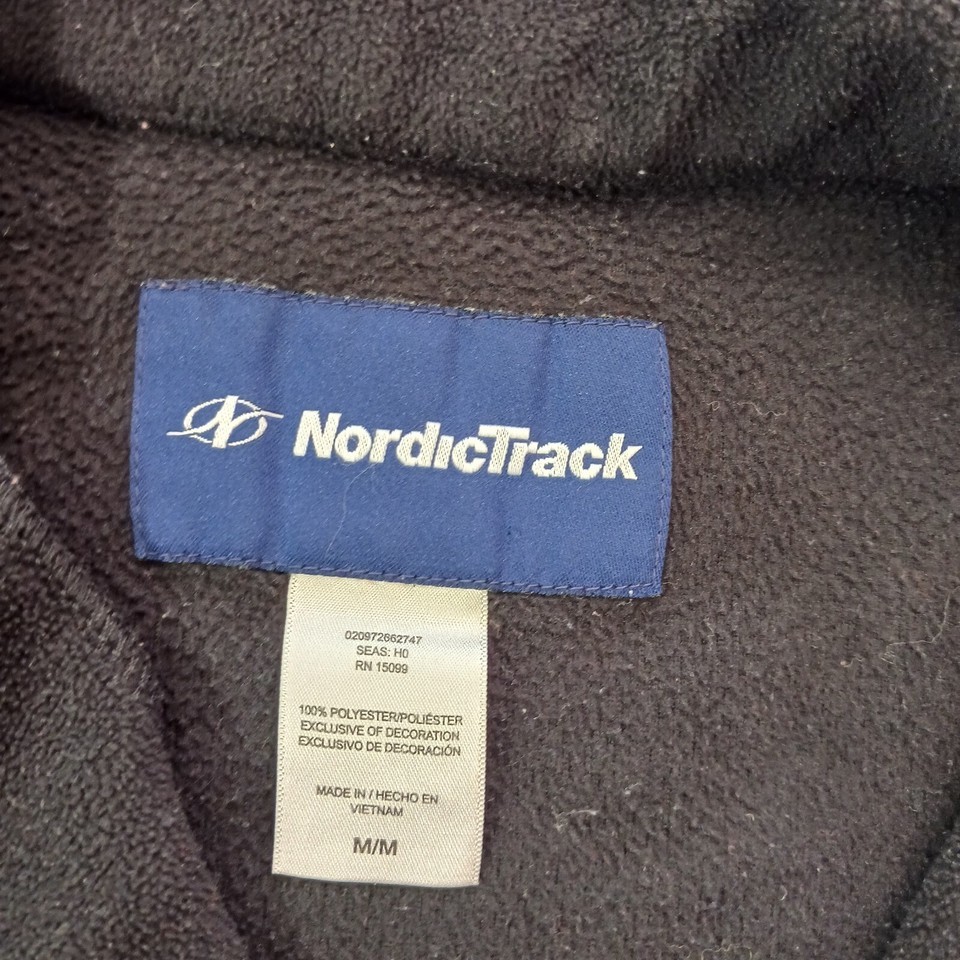 NordicTrack
020972662747
SEAS: H0
RN 15099
100% POLYESTER/POLIÉSTER
EXCLUSIVE OF DECORATION
EXCLUSIVO DE DECORACIÓN
MADE IN / HECHO EN
VIETNAM
M/M